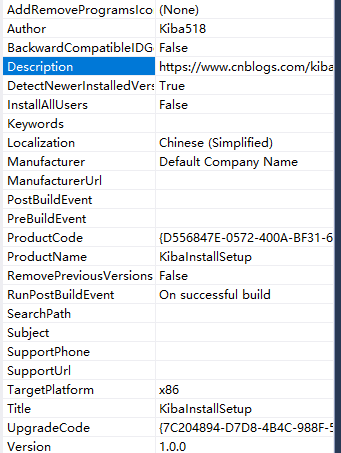 AddRemoveProgramsIco (None)
Author Kiba518
BackwardCompatibleIDG False
Description https://www.cnblogs.com/kiba
DetectNewerInstalledVers True
InstallAllUsers False
Keywords
Localization Chinese (Simplified)
Manufacturer Default Company Name
ManufacturerUrl
PostBuildEvent
PreBuildEvent
ProductCode {D556847E-0572-400A-BF31-6
ProductName KibaInstallSetup
RemovePreviousVersions False
RunPostBuildEvent On successful build
SearchPath
Subject
SupportPhone
SupportUrl
TargetPlatform x86
Title KibaInstallSetup
UpgradeCode {7C204894-D7D8-4B4C-988F-5
Version 1.0.0